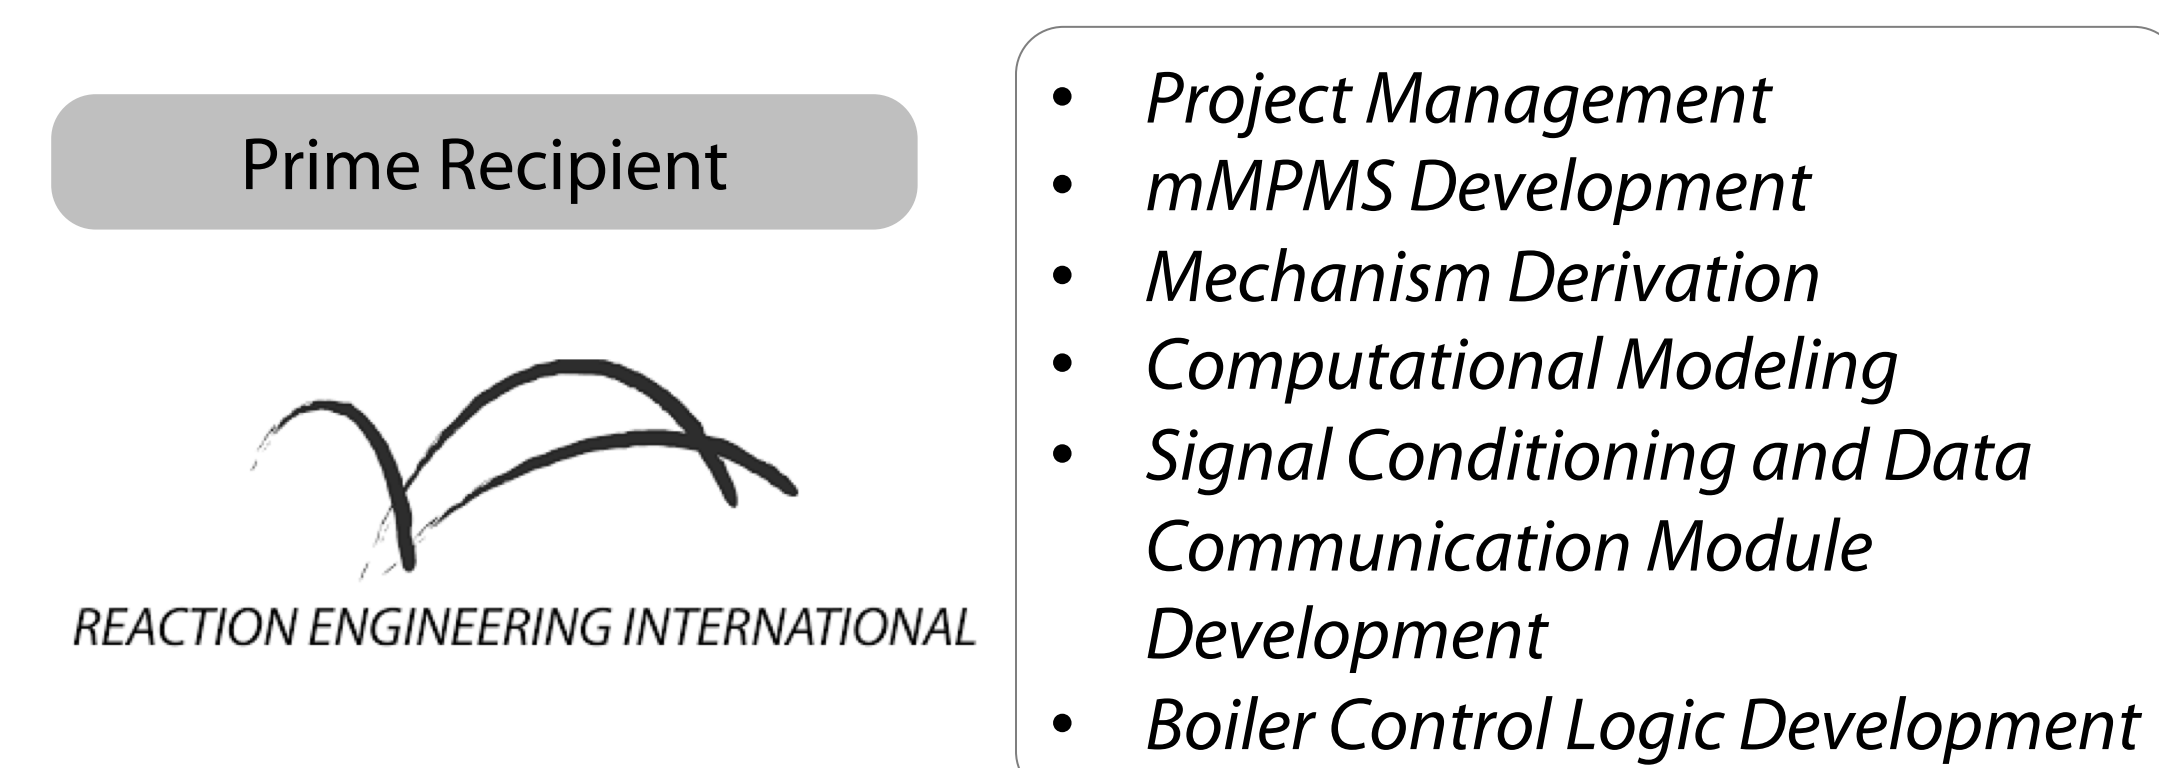 Prime Recipient
REACTION ENGINEERING INTERNATIONAL
• Project Management
• mMPMS Development
• Mechanism Derivation
• Computational Modeling
• Signal Conditioning and Data
Communication Module
Development
• Boiler Control Logic Development